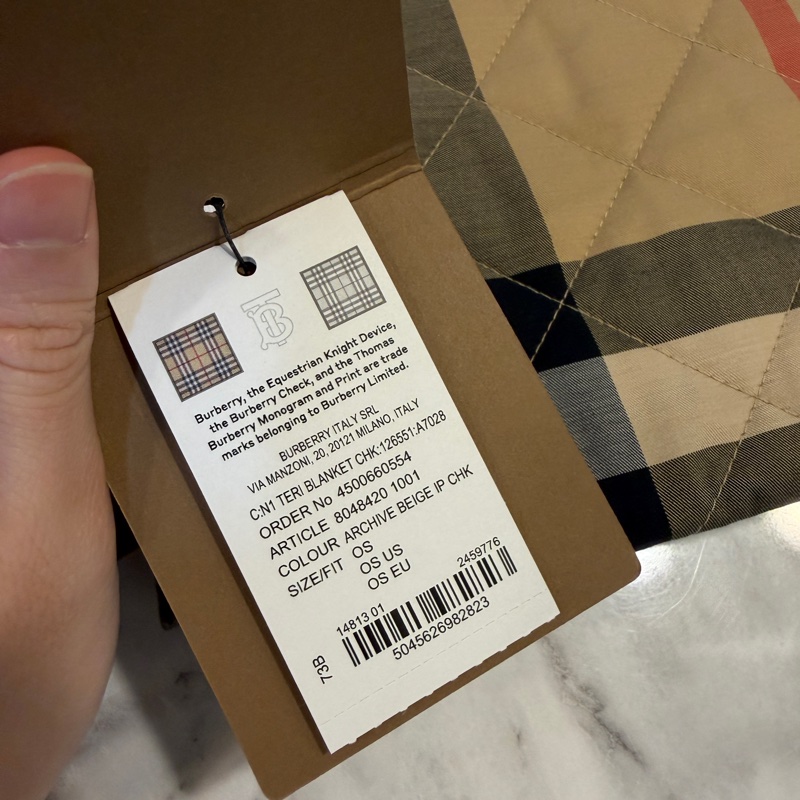 Burberry, the Equestrian Knight Device,
the Burberry Check, and the Thomas
Burberry Monogram and Print are trade
marks belonging to Burberry Limited.
BURBERRY ITALY SRL
VIA MANZONI, 20, 20121 MILANO, ITALY
C:N1 TERI BLANKET CHK:126551:A7028
ORDER No 4500660554
ARTICLE 8048420 1001
COLOUR ARCHIVE BEIGE IP CHK
SIZE/FIT OS
OS US
OS EU
14813 01 2459776
5045626982823
73B